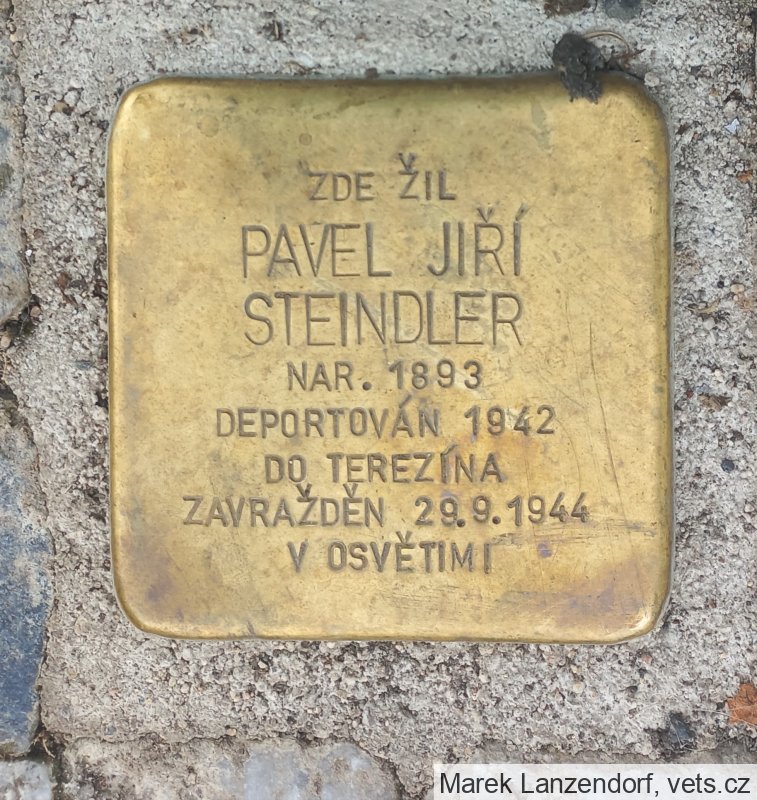 ZDE ŽIL
PAVEL JIŘÍ
STEINDLER
NAR. 1893
DEPORTOVÁN 1942
DO TEREZÍNA
ZAVRAŽDĚN 29.9.1944
V OSVĚTIMI
Marek Lanzendorf, vets.cz